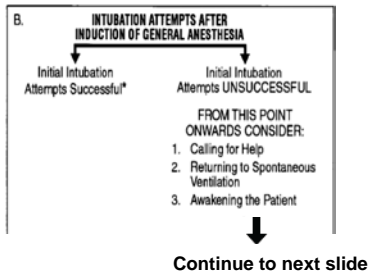 B. INTUBATION ATTEMPTS AFTER
INDUCTION OF GENERAL ANESTHESIA
Initial Intubation
Attempts Successful*
Initial Intubation
Attempts UNSUCCESSFUL
FROM THIS POINT
ONWARDS CONSIDER:
1. Calling for Help
2. Returning to Spontaneous
Ventilation
3. Awakening the Patient
Continue to next slide